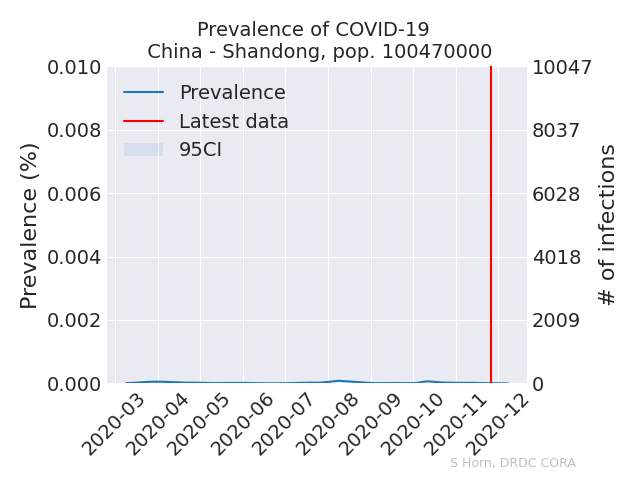 Prevalence of COVID-19
China - Shandong, pop. 100470000
0.010
0.008
0.006
0.004
0.002
0.000
Prevalence (%)
Prevalence
Latest data
95CI
10047
8037
6028
4018
2009
0
# of infections
2020-03
2020-04
2020-05
2020-06
2020-07
2020-08
2020-09
2020-10
2020-11
2020-12
S Horn, DRDC CORA